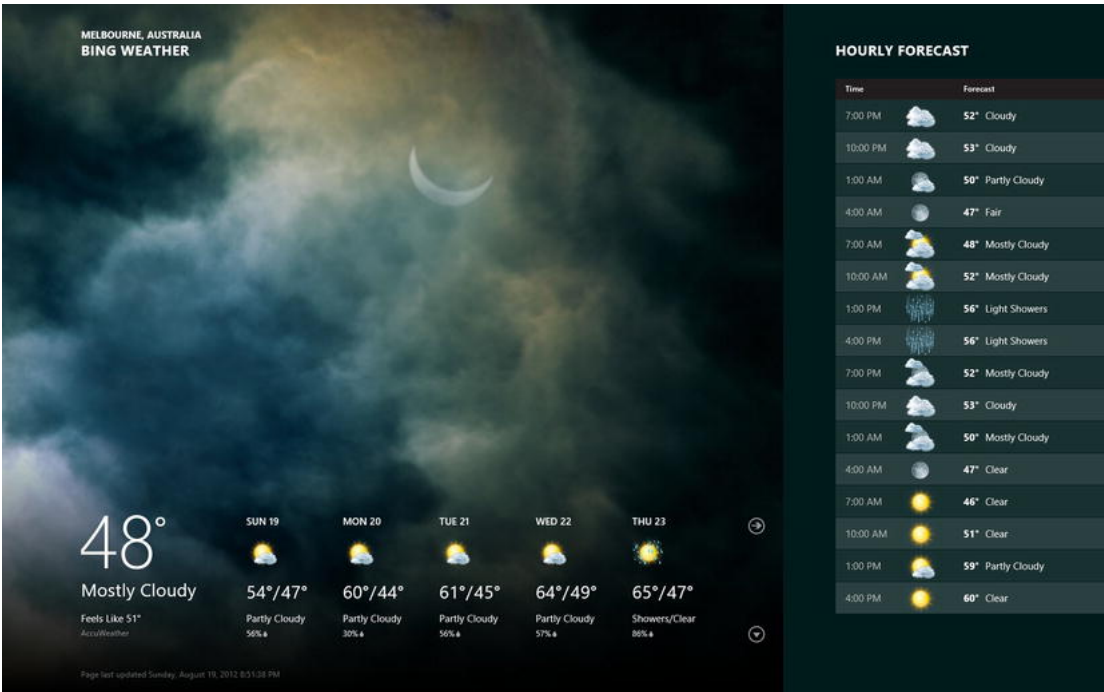 MELBOURNE, AUSTRALIA
BING WEATHER
48°
Mostly Cloudy
Feels Like 51°
AccuWeather
SUN 19
54°/47°
Partly Cloudy
56%
MON 20
60°/44°
Partly Cloudy
30%
TUE 21
61°/45°
Partly Cloudy
56%
WED 22
64°/49°
Partly Cloudy
57%
THU 23
65°/47°
Showers/Clear
86%
Page last updated Sunday, August 19, 2012 8:51:38 PM
HOURLY FORECAST
Time Forecast
7:00 PM 52° Cloudy
10:00 PM 53° Cloudy
1:00 AM 50° Partly Cloudy
4:00 AM 47° Fair
7:00 AM 48° Mostly Cloudy
10:00 AM 52° Mostly Cloudy
1:00 PM 56° Light Showers
4:00 PM 56° Light Showers
7:00 PM 52° Mostly Cloudy
10:00 PM 53° Cloudy
1:00 AM 50° Mostly Cloudy
4:00 AM 47° Clear
7:00 AM 46° Clear
10:00 AM 51° Clear
1:00 PM 59° Partly Cloudy
4:00 PM 60° Clear